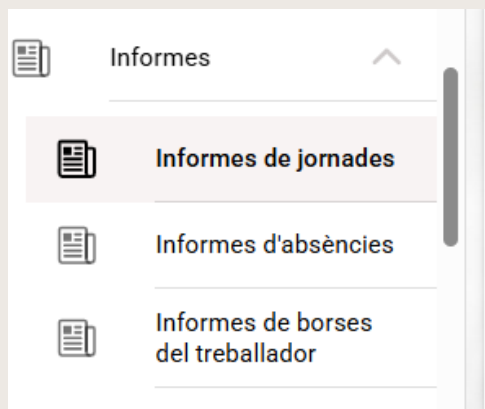 Informes
Informes de jornades
Informes d'absències
Informes de borses
del treballador